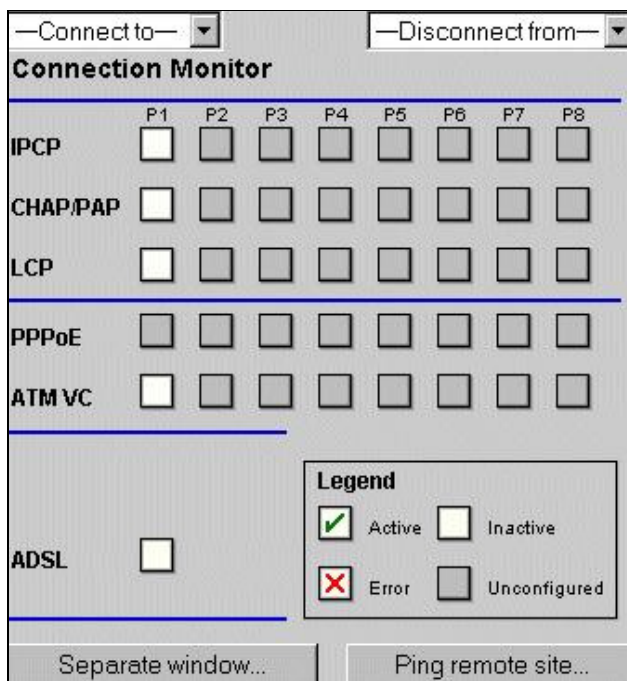 —Connect to— —Disconnect from—
Connection Monitor
P1 P2 P3 P4 P5 P6 P7 P8
IPCP
CHAP/PAP
LCP
PPPoE
ATM VC
Legend
Active Inactive
ADSL
Error Unconfigured
Separate window... Ping remote site...